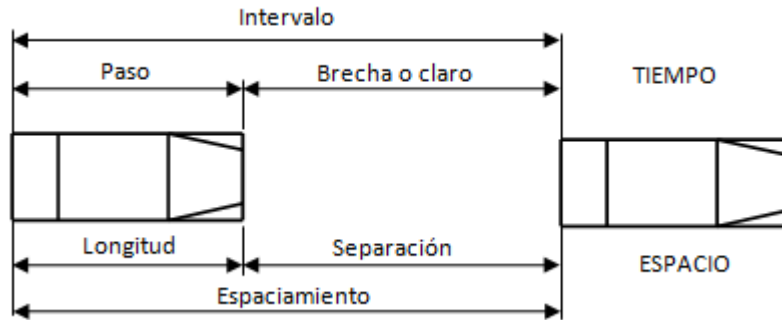 Intervalo
Paso
Brecha o claro
TIEMPO
Longitud
Separación
ESPACIO
Espaciamiento